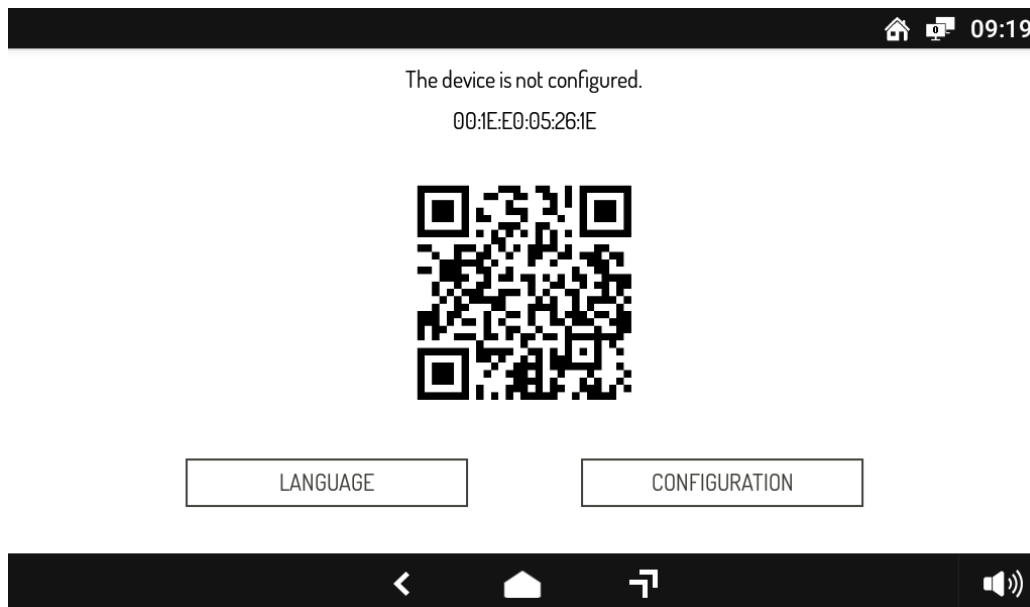 09:19
The device is not configured.
00:1E:E0:05:26:1E
LANGUAGE
CONFIGURATION